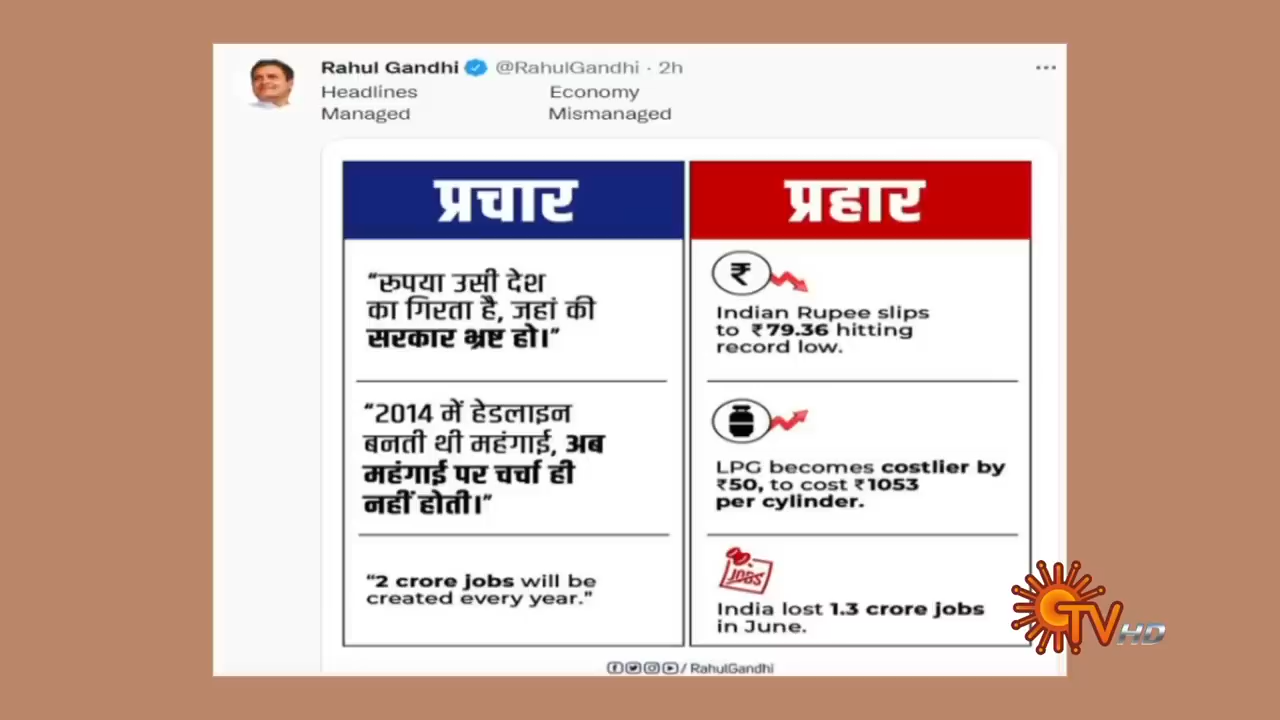 Rahul Gandhi @RahulGandhi · 2h
Headlines Economy
Managed Mismanaged
प्रचार
“रूपया उसी देश
का गिरता है, जहां की
सरकार भ्रष्ट हो।”
“2014 में हेडलाइन
बनती थी महंगाई, अब
महंगाई पर चर्चा ही
नहीं होती।”
“2 crore jobs will be
created every year.”
प्रहार
₹
Indian Rupee slips
to ₹79.36 hitting
record low.
LPG becomes costlier by
₹50, to cost ₹1053
per cylinder.
JOBS
India lost 1.3 crore jobs
in June.
/ RahulGandhi
TV HD